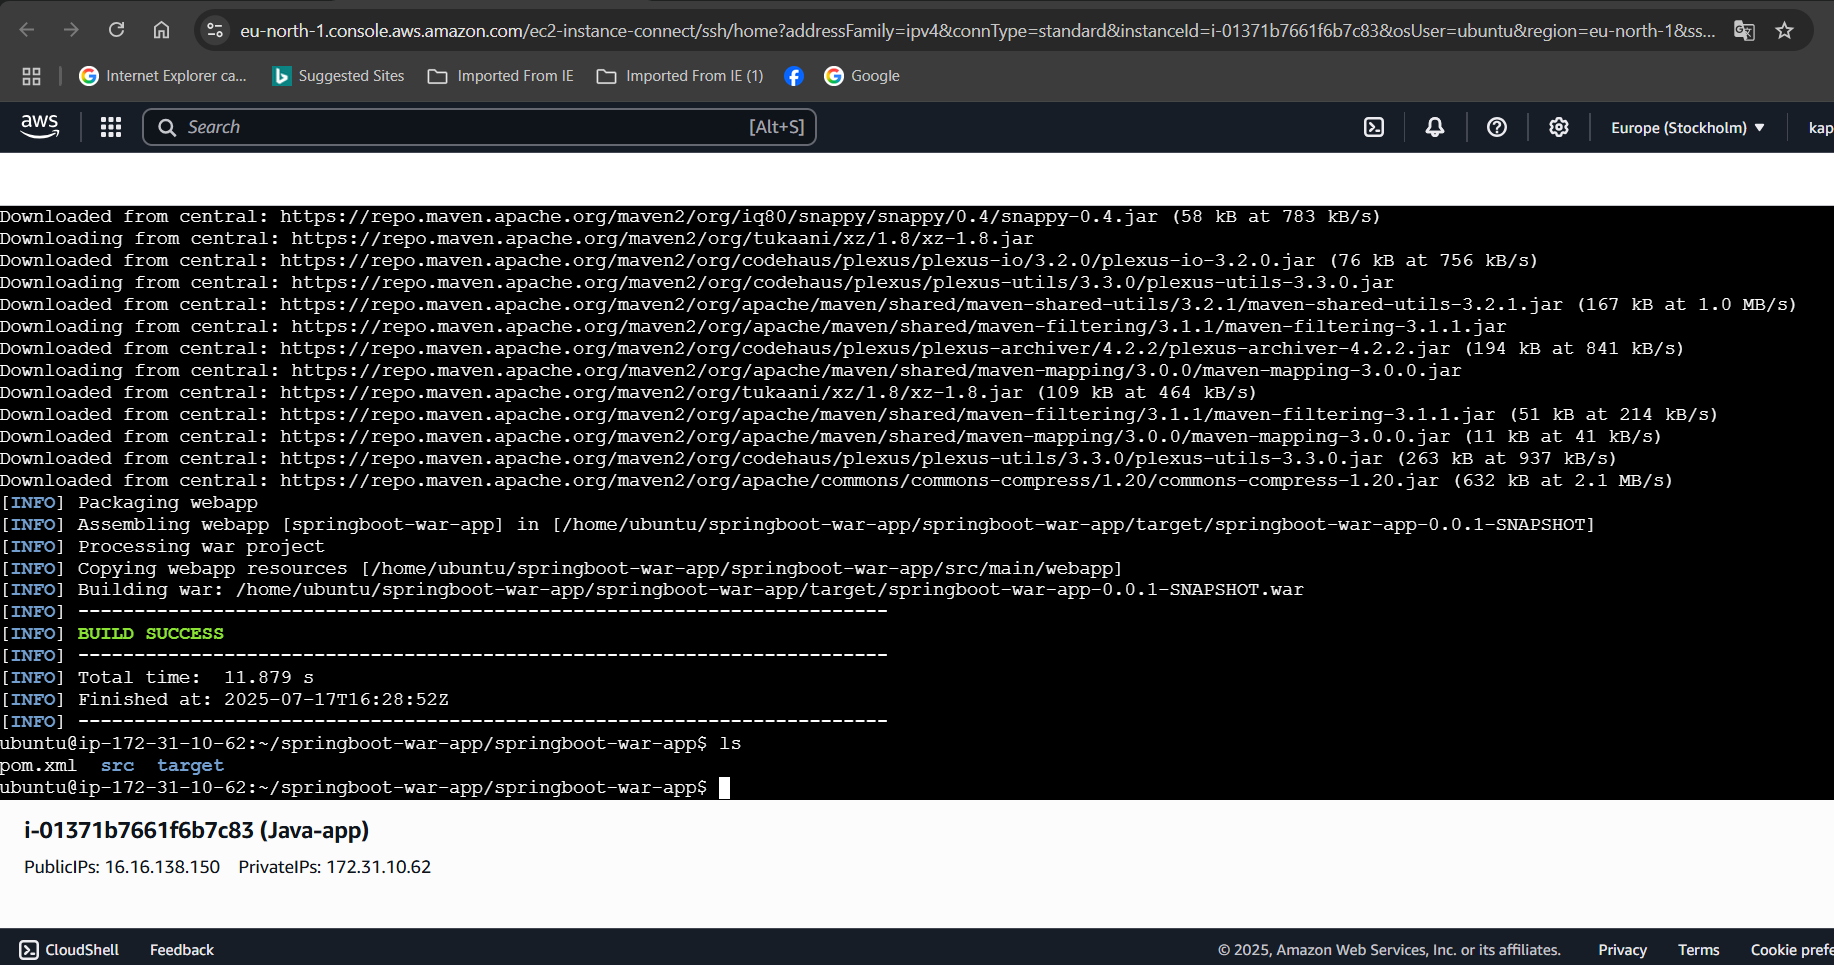 eu-north-1.console.aws.amazon.com/ec2-instance-connect/ssh/home?addressFamily=ipv4&connType=standard&instanceId=i-01371b7661f6b7c83&osUser=ubuntu&region=eu-north-1&ss...
Internet Explorer ca... Suggested Sites Imported From IE Imported From IE (1) Google
aws Search [Alt+S] Europe (Stockholm) kap
Downloaded from central: https://repo.maven.apache.org/maven2/org/iq80/snappy/snappy/0.4/snappy-0.4.jar (58 kB at 783 kB/s)
Downloading from central: https://repo.maven.apache.org/maven2/org/tukaani/xz/1.8/xz-1.8.jar
Downloaded from central: https://repo.maven.apache.org/maven2/org/codehaus/plexus/plexus-io/3.2.0/plexus-io-3.2.0.jar (76 kB at 756 kB/s)
Downloading from central: https://repo.maven.apache.org/maven2/org/codehaus/plexus/plexus-utils/3.3.0/plexus-utils-3.3.0.jar
Downloaded from central: https://repo.maven.apache.org/maven2/org/apache/maven/shared/maven-shared-utils/3.2.1/maven-shared-utils-3.2.1.jar (167 kB at 1.0 MB/s)
Downloading from central: https://repo.maven.apache.org/maven2/org/apache/maven/shared/maven-filtering/3.1.1/maven-filtering-3.1.1.jar
Downloaded from central: https://repo.maven.apache.org/maven2/org/codehaus/plexus/plexus-archiver/4.2.2/plexus-archiver-4.2.2.jar (194 kB at 841 kB/s)
Downloading from central: https://repo.maven.apache.org/maven2/org/apache/maven/shared/maven-mapping/3.0.0/maven-mapping-3.0.0.jar
Downloaded from central: https://repo.maven.apache.org/maven2/org/tukaani/xz/1.8/xz-1.8.jar (109 kB at 464 kB/s)
Downloaded from central: https://repo.maven.apache.org/maven2/org/apache/maven/shared/maven-filtering/3.1.1/maven-filtering-3.1.1.jar (51 kB at 214 kB/s)
Downloaded from central: https://repo.maven.apache.org/maven2/org/apache/maven/shared/maven-mapping/3.0.0/maven-mapping-3.0.0.jar (11 kB at 41 kB/s)
Downloaded from central: https://repo.maven.apache.org/maven2/org/codehaus/plexus/plexus-utils/3.3.0/plexus-utils-3.3.0.jar (263 kB at 937 kB/s)
Downloaded from central: https://repo.maven.apache.org/maven2/org/apache/commons/commons-compress/1.20/commons-compress-1.20.jar (632 kB at 2.1 MB/s)
[INFO] Packaging webapp
[INFO] Assembling webapp [springboot-war-app] in [/home/ubuntu/springboot-war-app/springboot-war-app/target/springboot-war-app-0.0.1-SNAPSHOT]
[INFO] Processing war project
[INFO] Copying webapp resources [/home/ubuntu/springboot-war-app/springboot-war-app/src/main/webapp]
[INFO] Building war: /home/ubuntu/springboot-war-app/springboot-war-app/target/springboot-war-app-0.0.1-SNAPSHOT.war
[INFO] ------------------------------------------------------------------------
[INFO] BUILD SUCCESS
[INFO] ------------------------------------------------------------------------
[INFO] Total time:  11.879 s
[INFO] Finished at: 2025-07-17T16:28:52Z
[INFO] ------------------------------------------------------------------------
ubuntu@ip-172-31-10-62:~/springboot-war-app/springboot-war-app$ ls
pom.xml  src  target
ubuntu@ip-172-31-10-62:~/springboot-war-app/springboot-war-app$
i-01371b7661f6b7c83 (Java-app)
PublicIPs: 16.16.138.150 PrivateIPs: 172.31.10.62
CloudShell Feedback © 2025, Amazon Web Services, Inc. or its affiliates. Privacy Terms Cookie prefe